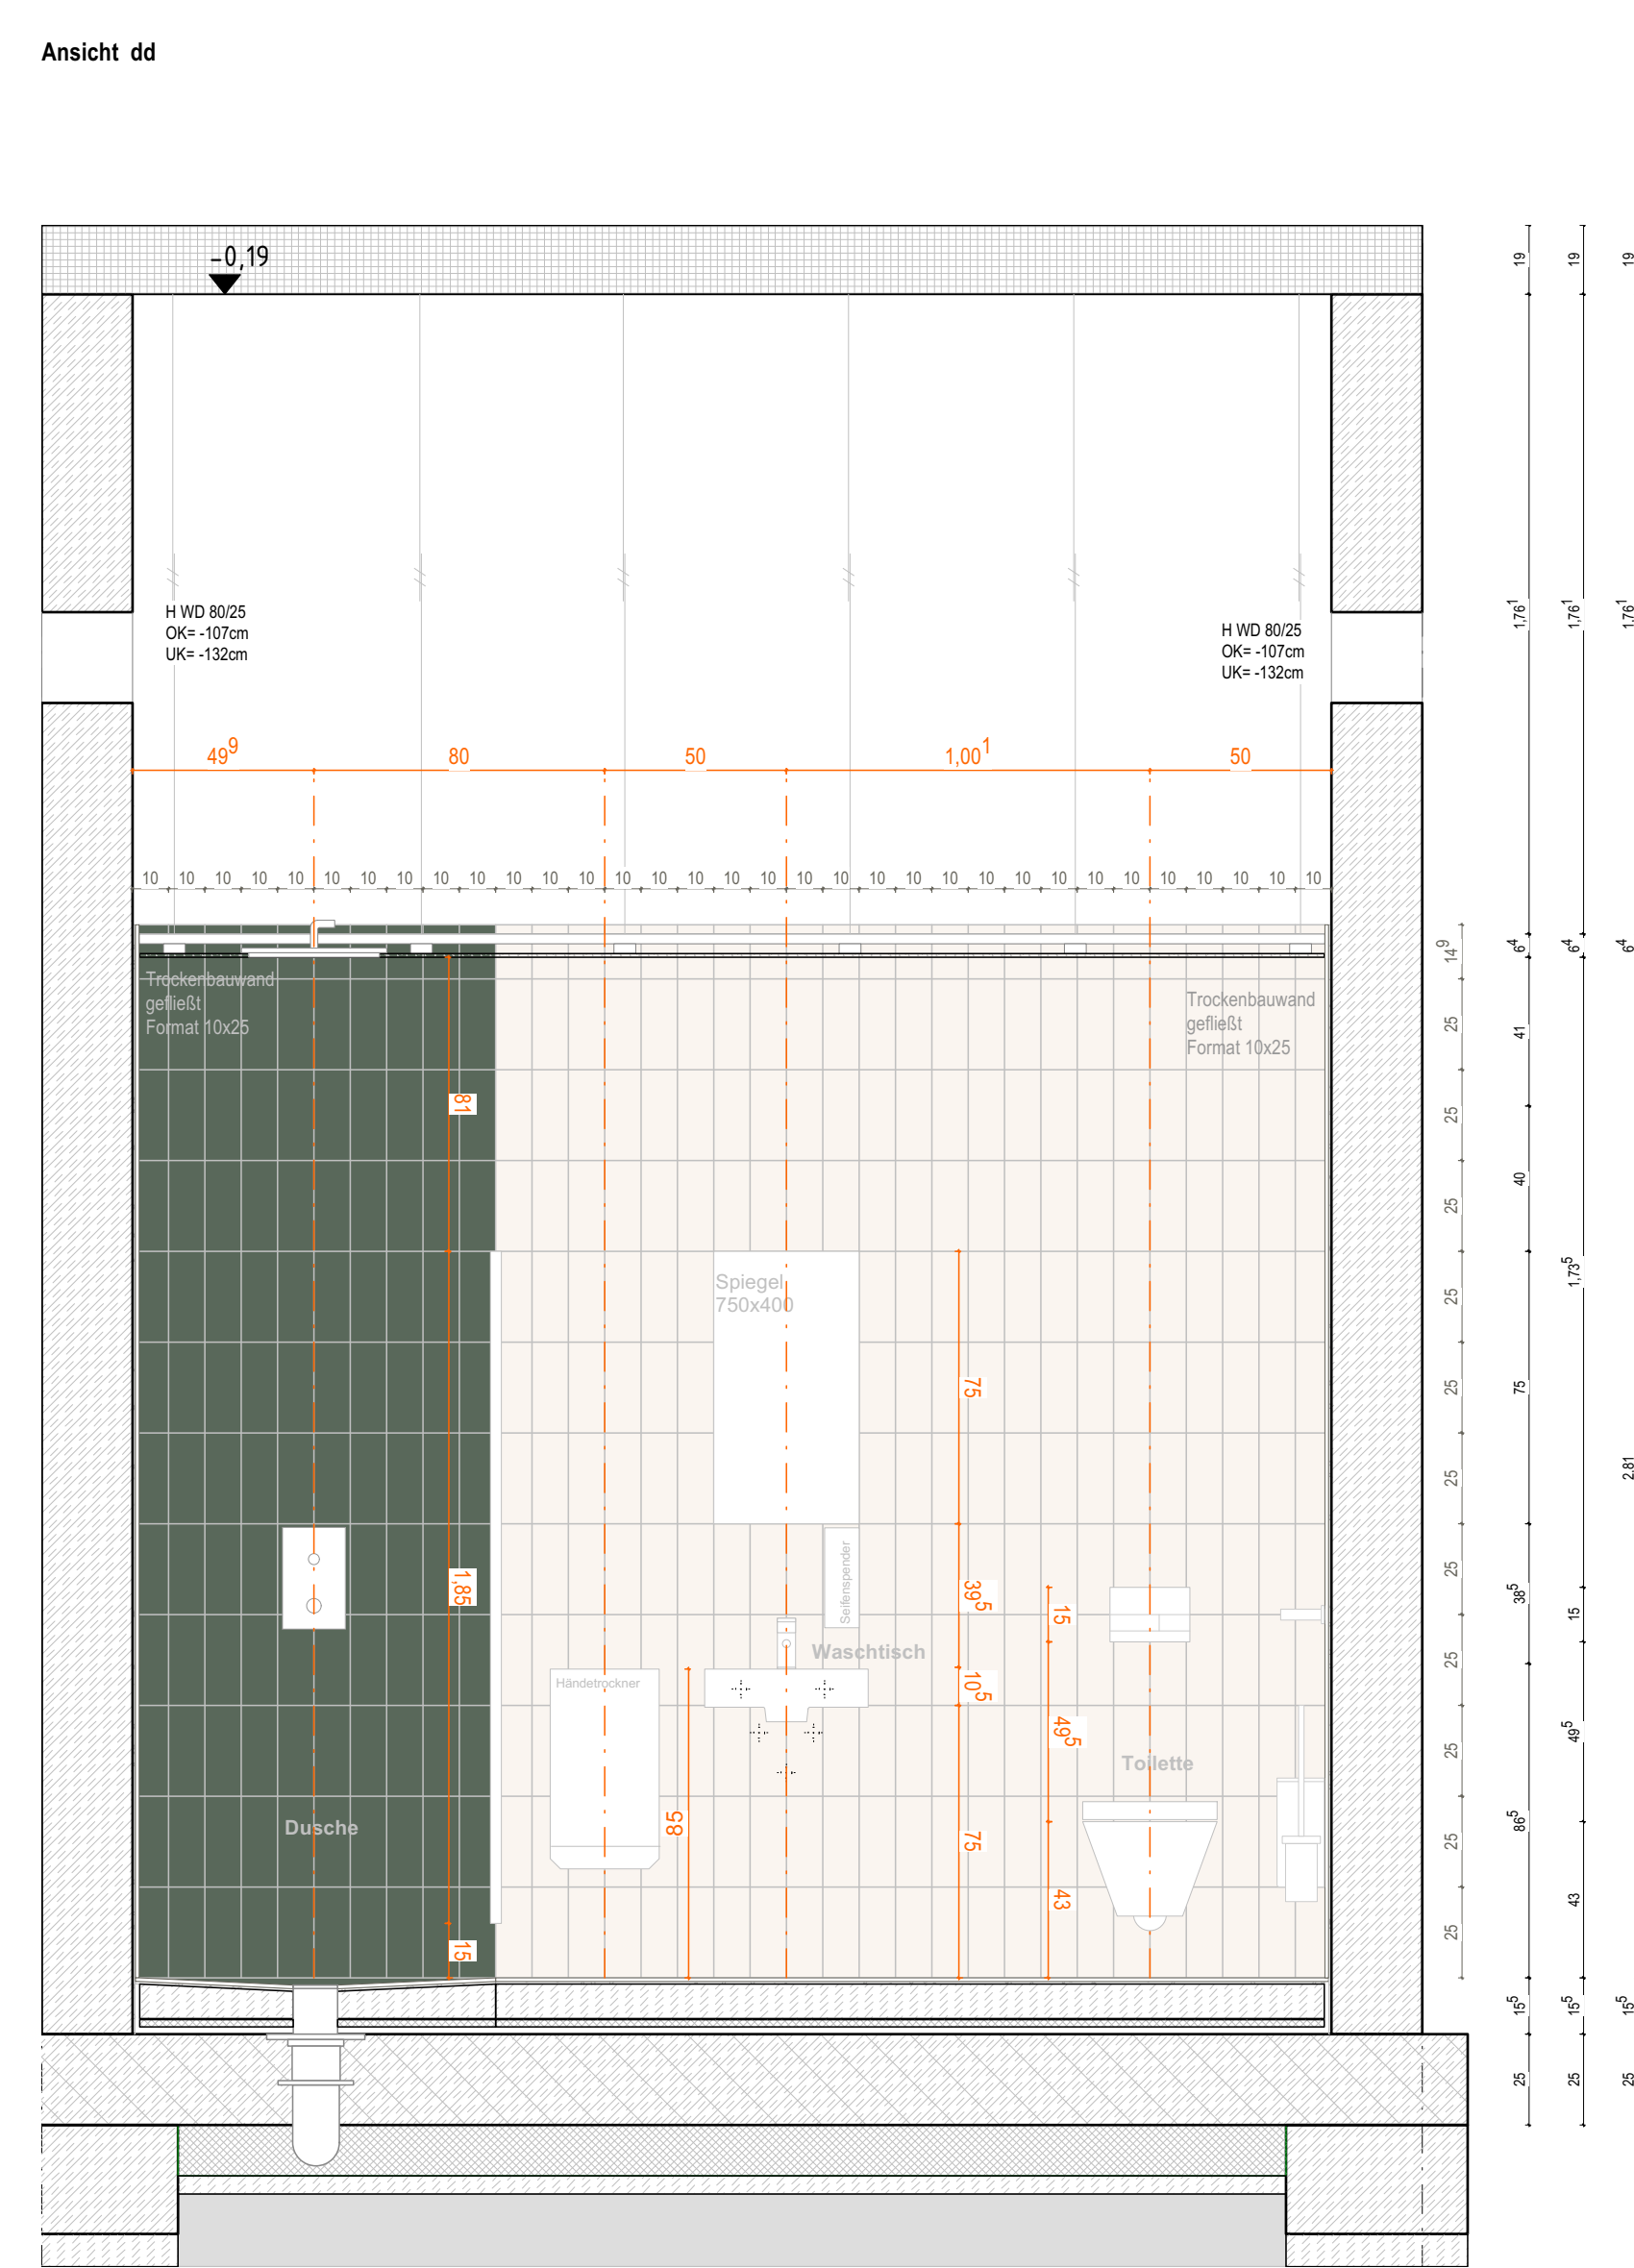 Ansicht dd
-0,19
19
19
19
H WD 80/25
OK= -107cm
UK= -132cm
H WD 80/25
OK= -107cm
UK= -132cm
1,76¹
1,76¹
1.76¹
49⁹ 80 50 1,00¹ 50
10 10 10 10 10 10 10 10 10 10 10 10 10 10 10 10 10 10 10 10 10 10 10 10 10 10 10 10 10 10 10 10 10
14⁹
6⁴
6⁴
6⁴
Trockenbauwand
gefließt
Format 10x25
Trockenbauwand
gefließt
Format 10x25
25
25
25
25
25
25
25
25
25
25
25
41
40
75
38⁵
86⁵
1,73⁵
15
49⁵
43
2.81
81
1,85
15
Spiegel
750x400
75
39⁵
10⁵
75
Seifenspender
Waschtisch
Händetrockner
85
15
49⁵
43
Toilette
Dusche
15⁵
15⁵
15⁵
25
25
25